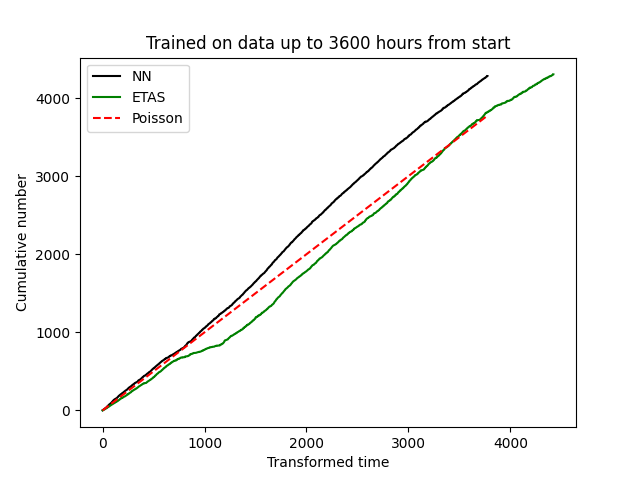 Trained on data up to 3600 hours from start
NN
ETAS
Poisson
Cumulative number
4000
3000
2000
1000
0
0 1000 2000 3000 4000
Transformed time